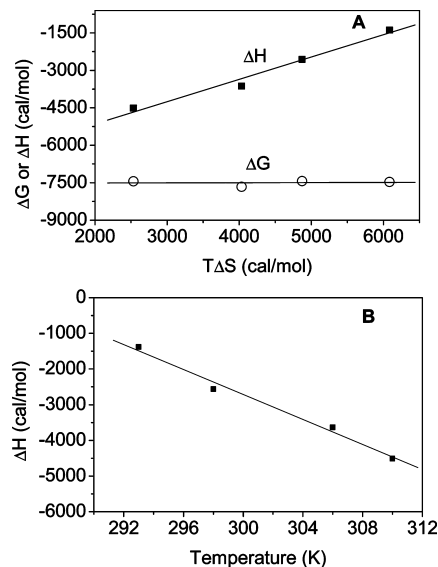 A
ΔH
ΔG
ΔG or ΔH (cal/mol)
-1500
-3000
-4500
-6000
-7500
-9000
2000 3000 4000 5000 6000
TΔS (cal/mol)
B
ΔH (cal/mol)
0
-1000
-2000
-3000
-4000
-5000
-6000
292 296 300 304 308 312
Temperature (K)